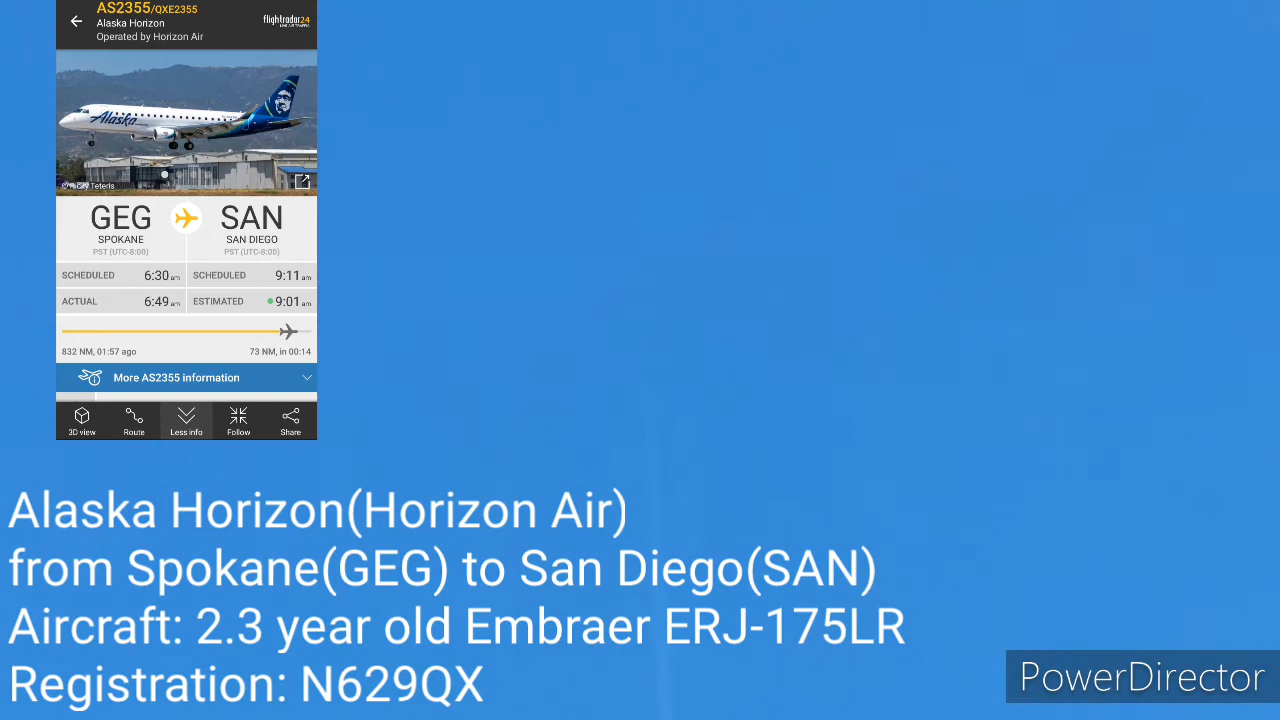 AS2355/QXE2355
Alaska Horizon
Operated by Horizon Air
flightradar24
LIVE AIR TRAFFIC
Alaska
GEG
SAN
SPOKANE
SAN DIEGO
PST (UTC-8:00)
PST (UTC-8:00)
SCHEDULED 6:30 am
SCHEDULED 9:11 am
ACTUAL 6:49 am
ESTIMATED 9:01 am
832 NM, 01:57 ago
73 NM, in 00:14
More AS2355 information
3D view
Route
Less info
Follow
Share
Alaska Horizon(Horizon Air)
from Spokane(GEG) to San Diego(SAN)
Aircraft: 2.3 year old Embraer ERJ-175LR
Registration: N629QX
PowerDirector